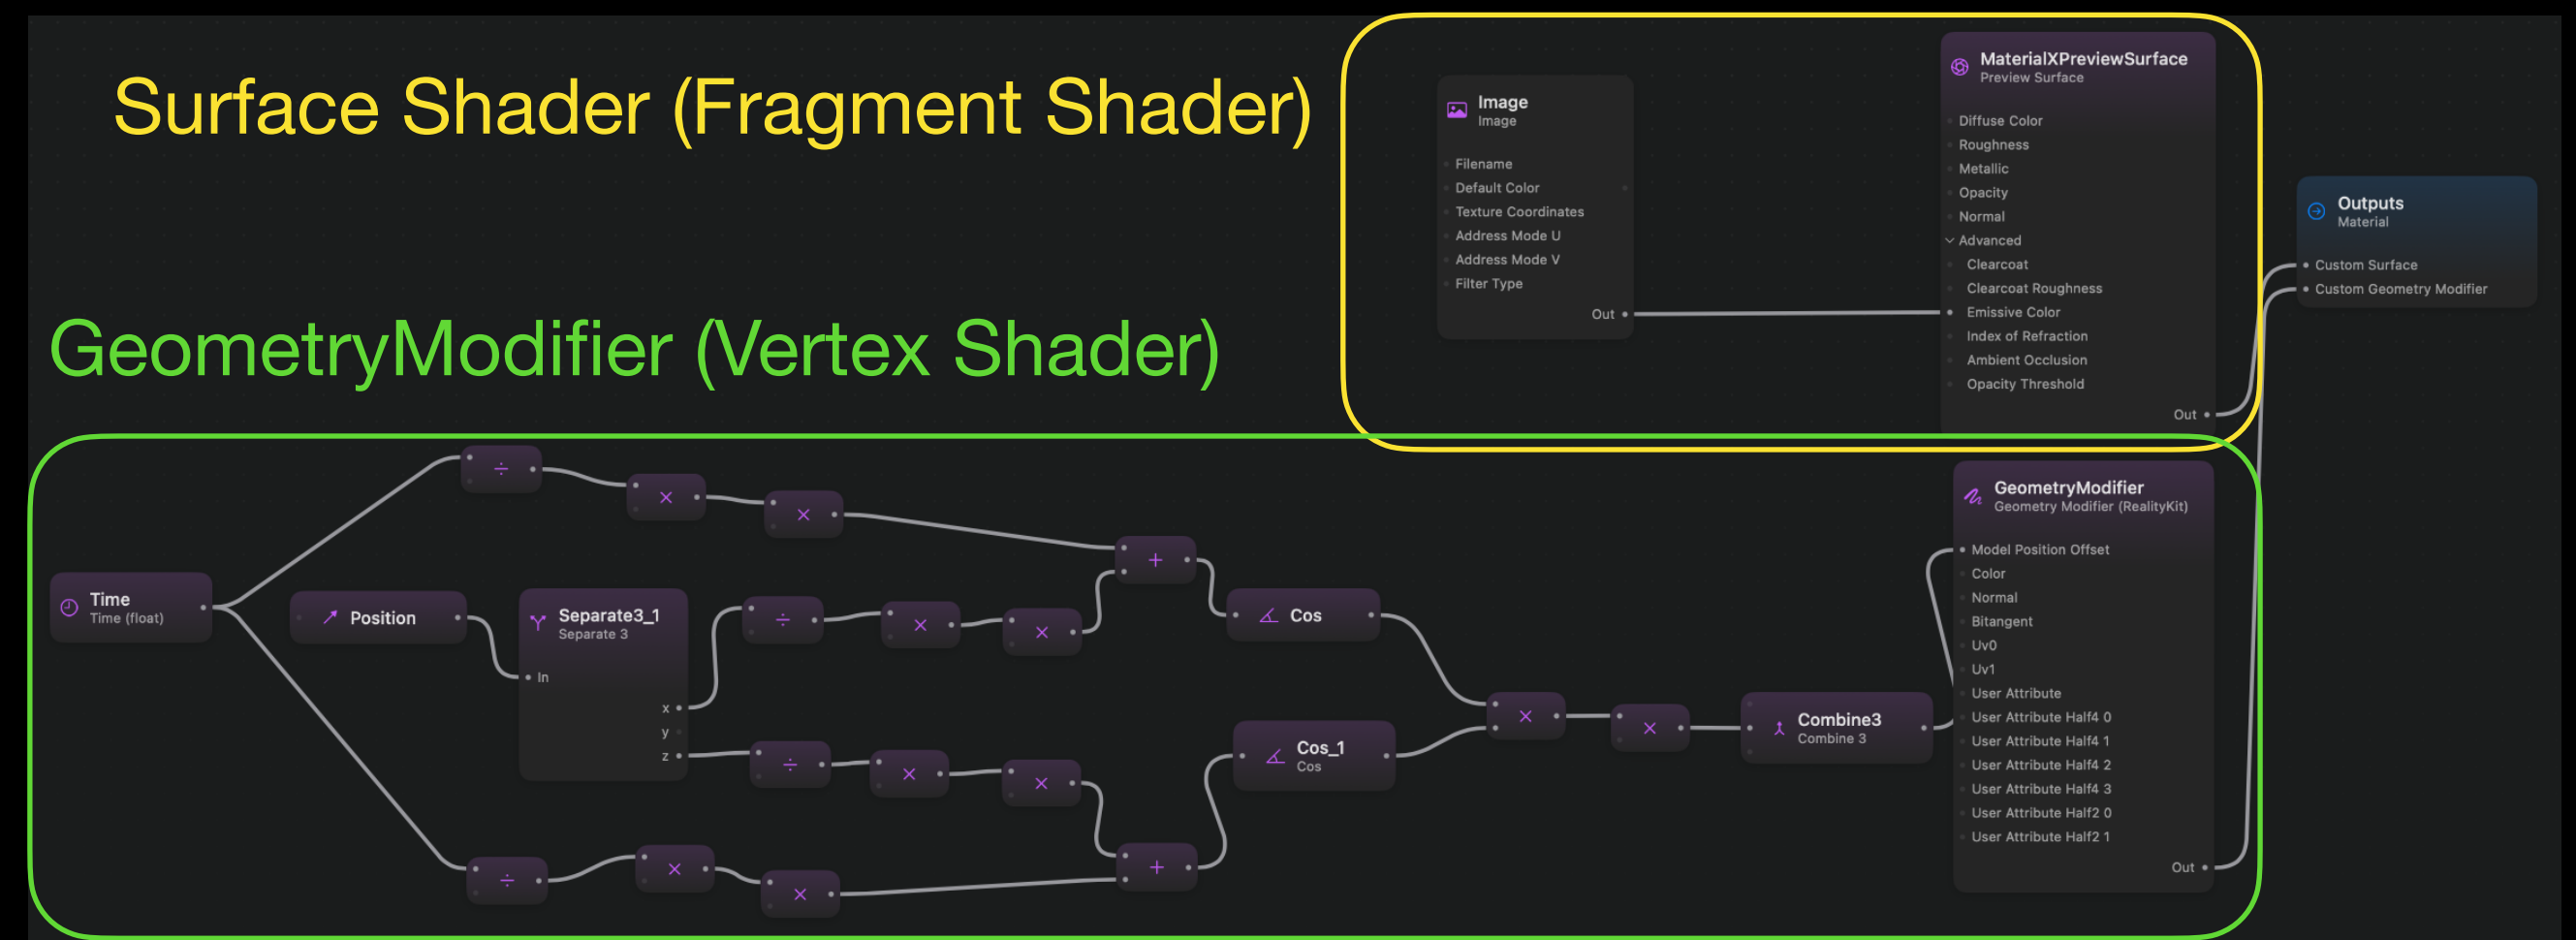 Surface Shader (Fragment Shader)
Image
Image
Filename
Default Color
Texture Coordinates
Address Mode U
Address Mode V
Filter Type
Out
MaterialXPreviewSurface
Preview Surface
Diffuse Color
Roughness
Metallic
Opacity
Normal
Advanced
Clearcoat
Clearcoat Roughness
Emissive Color
Index of Refraction
Ambient Occlusion
Opacity Threshold
Out
Outputs
Material
Custom Surface
Custom Geometry Modifier
GeometryModifier (Vertex Shader)
Time
Time (float)
÷
×
×
Position
Separate3_1
Separate 3
In
x
y
z
÷
×
×
÷
×
×
÷
×
×
+
+
Cos
Cos_1
Cos
×
×
Combine3
Combine 3
GeometryModifier
Geometry Modifier (RealityKit)
Model Position Offset
Color
Normal
Bitangent
Uv0
Uv1
User Attribute
User Attribute Half4 0
User Attribute Half4 1
User Attribute Half4 2
User Attribute Half4 3
User Attribute Half2 0
User Attribute Half2 1
Out